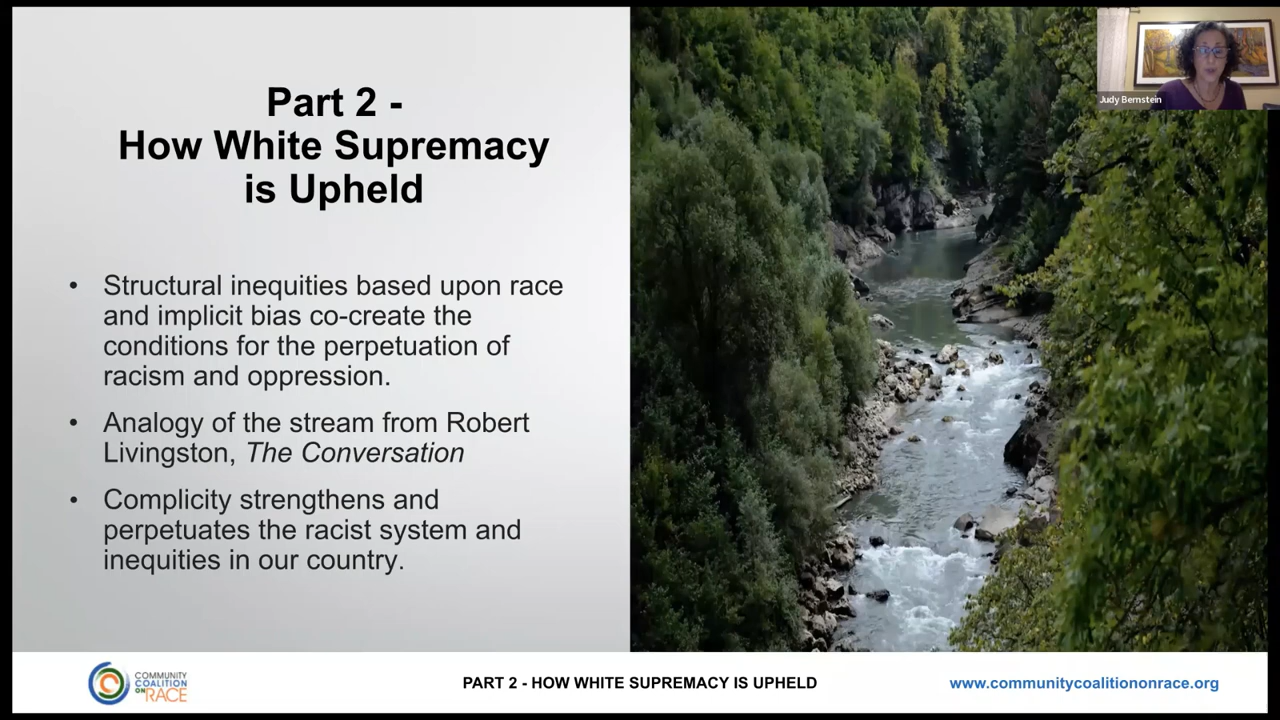 Part 2 -
How White Supremacy
is Upheld
• Structural inequities based upon race
and implicit bias co-create the
conditions for the perpetuation of
racism and oppression.
• Analogy of the stream from Robert
Livingston, The Conversation
• Complicity strengthens and
perpetuates the racist system and
inequities in our country.
Judy Bernstein
COMMUNITY
COALITION
ON RACE
PART 2 - HOW WHITE SUPREMACY IS UPHELD
www.communitycoalitiononrace.org